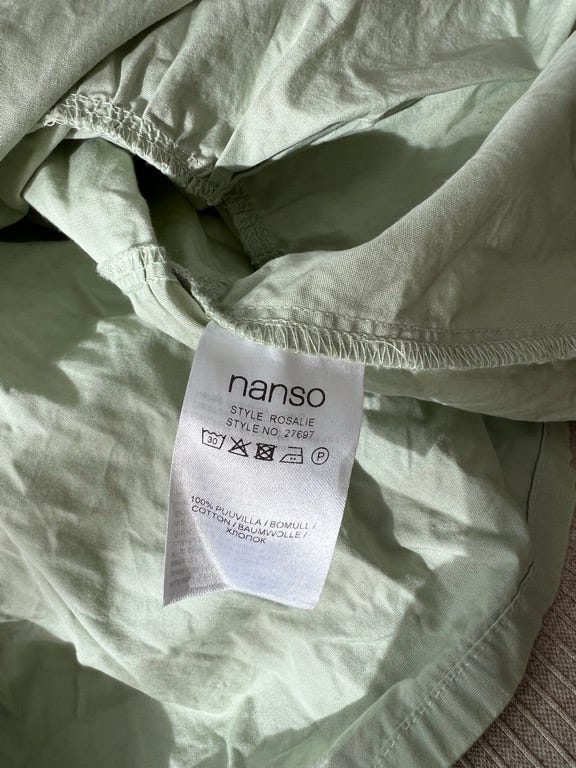 nanso
STYLE: ROSALIE
STYLE NO: 27697
30
P
100% PUUVILLA / BOMULL /
COTTON / BAUMWOLLE /
ХЛОПОК